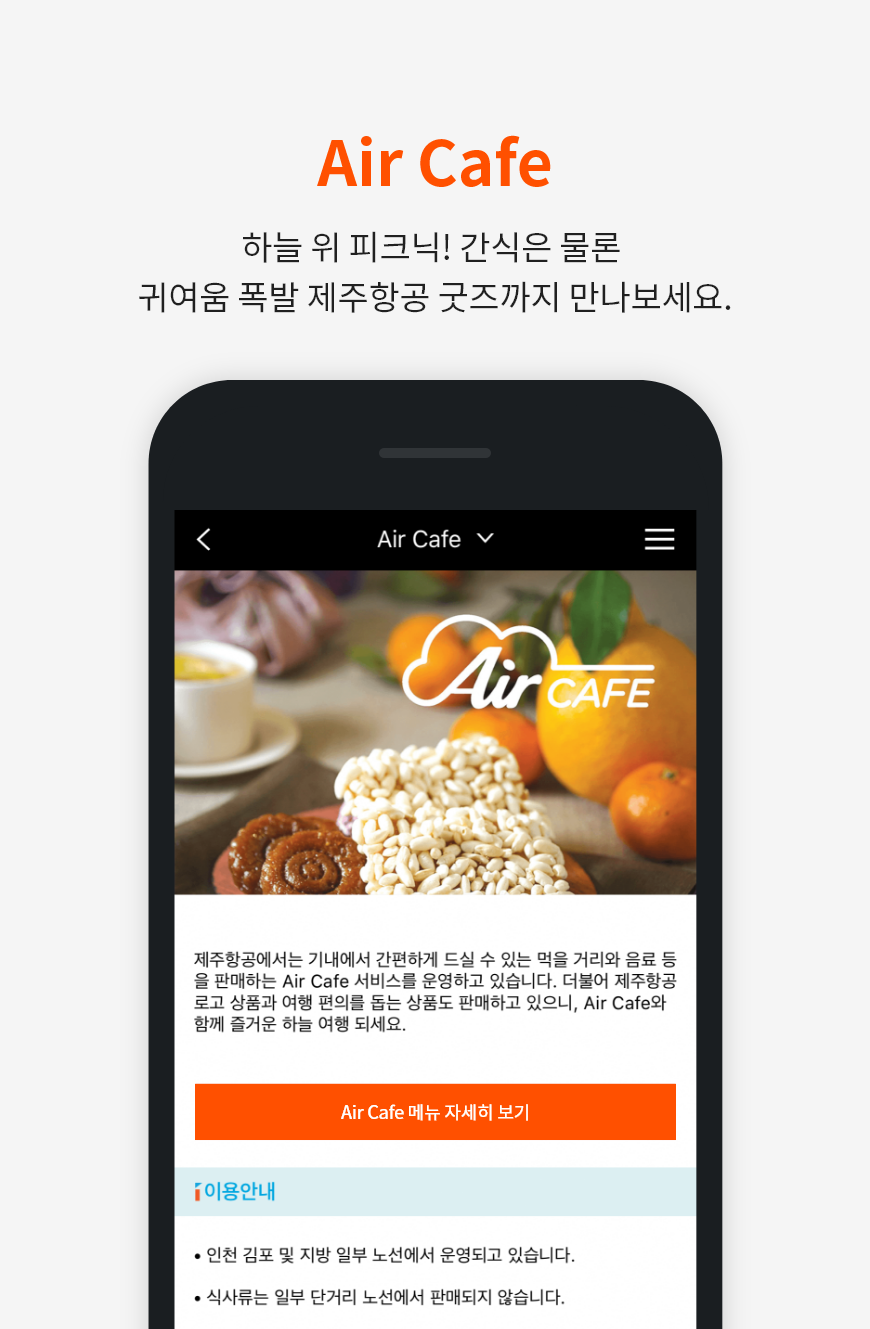 Air Cafe
하늘 위 피크닉! 간식은 물론
귀여움 폭발 제주항공 굿즈까지 만나보세요.
Air Cafe
Air CAFE
제주항공에서는 기내에서 간편하게 드실 수 있는 먹을 거리와 음료 등
을 판매하는 Air Cafe 서비스를 운영하고 있습니다. 더불어 제주항공
로고 상품과 여행 편의를 돕는 상품도 판매하고 있으니, Air Cafe와
함께 즐거운 하늘 여행 되세요.
Air Cafe 메뉴 자세히 보기
이용안내
• 인천 김포 및 지방 일부 노선에서 운영되고 있습니다.
• 식사류는 일부 단거리 노선에서 판매되지 않습니다.